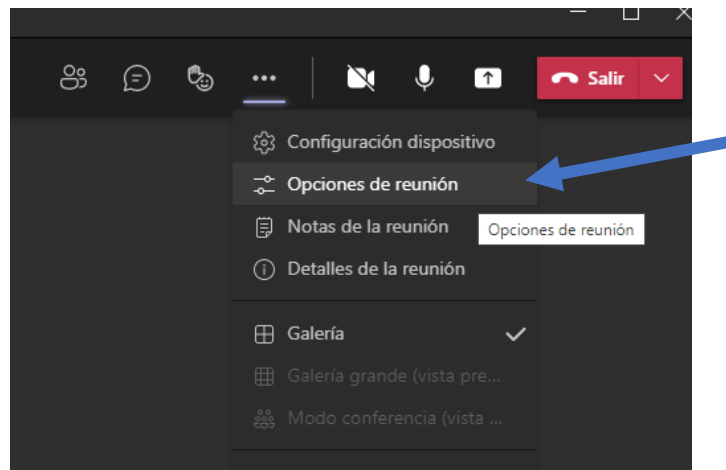 Salir
Configuración dispositivo
Opciones de reunión
Notas de la reunión
Opciones de reunión
Detalles de la reunión
Galería
Galería grande (vista pre...
Modo conferencia (vista ...